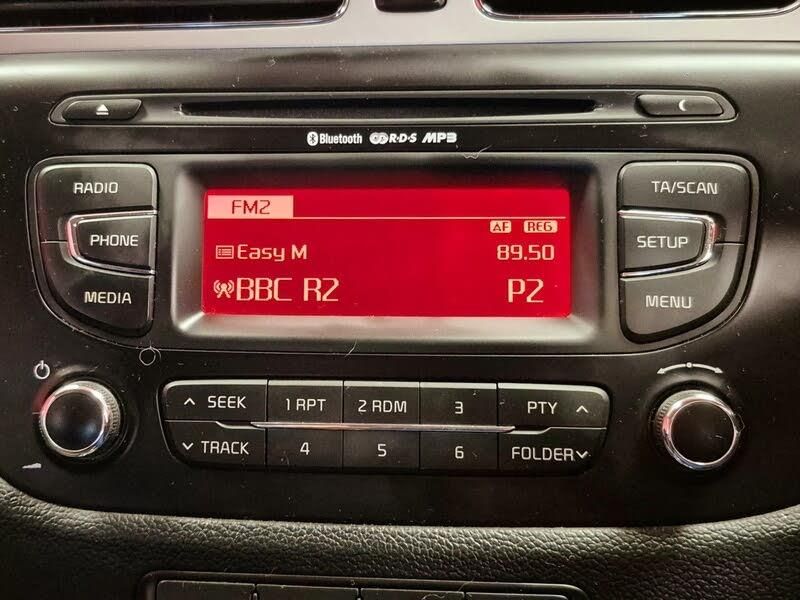 Bluetooth R·D·S MP3
RADIO
PHONE
MEDIA
FM2
AF REG
Easy M 89.50
BBC R2 P2
TA/SCAN
SETUP
MENU
SEEK 1 RPT 2 RDM 3 PTY
TRACK 4 5 6 FOLDER